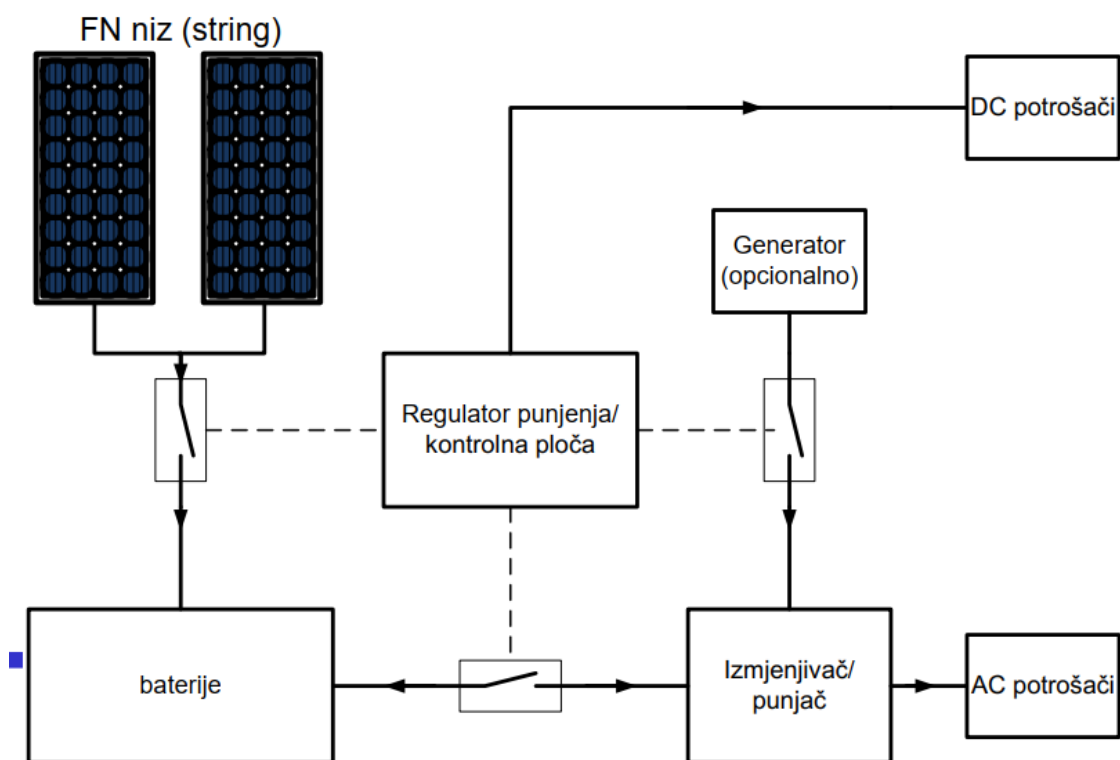 FN niz (string)
DC potrošači
Generator
(opcionalno)
Regulator punjenja/
kontrolna ploča
baterije
Izmjenjivač/
punjač
AC potrošači